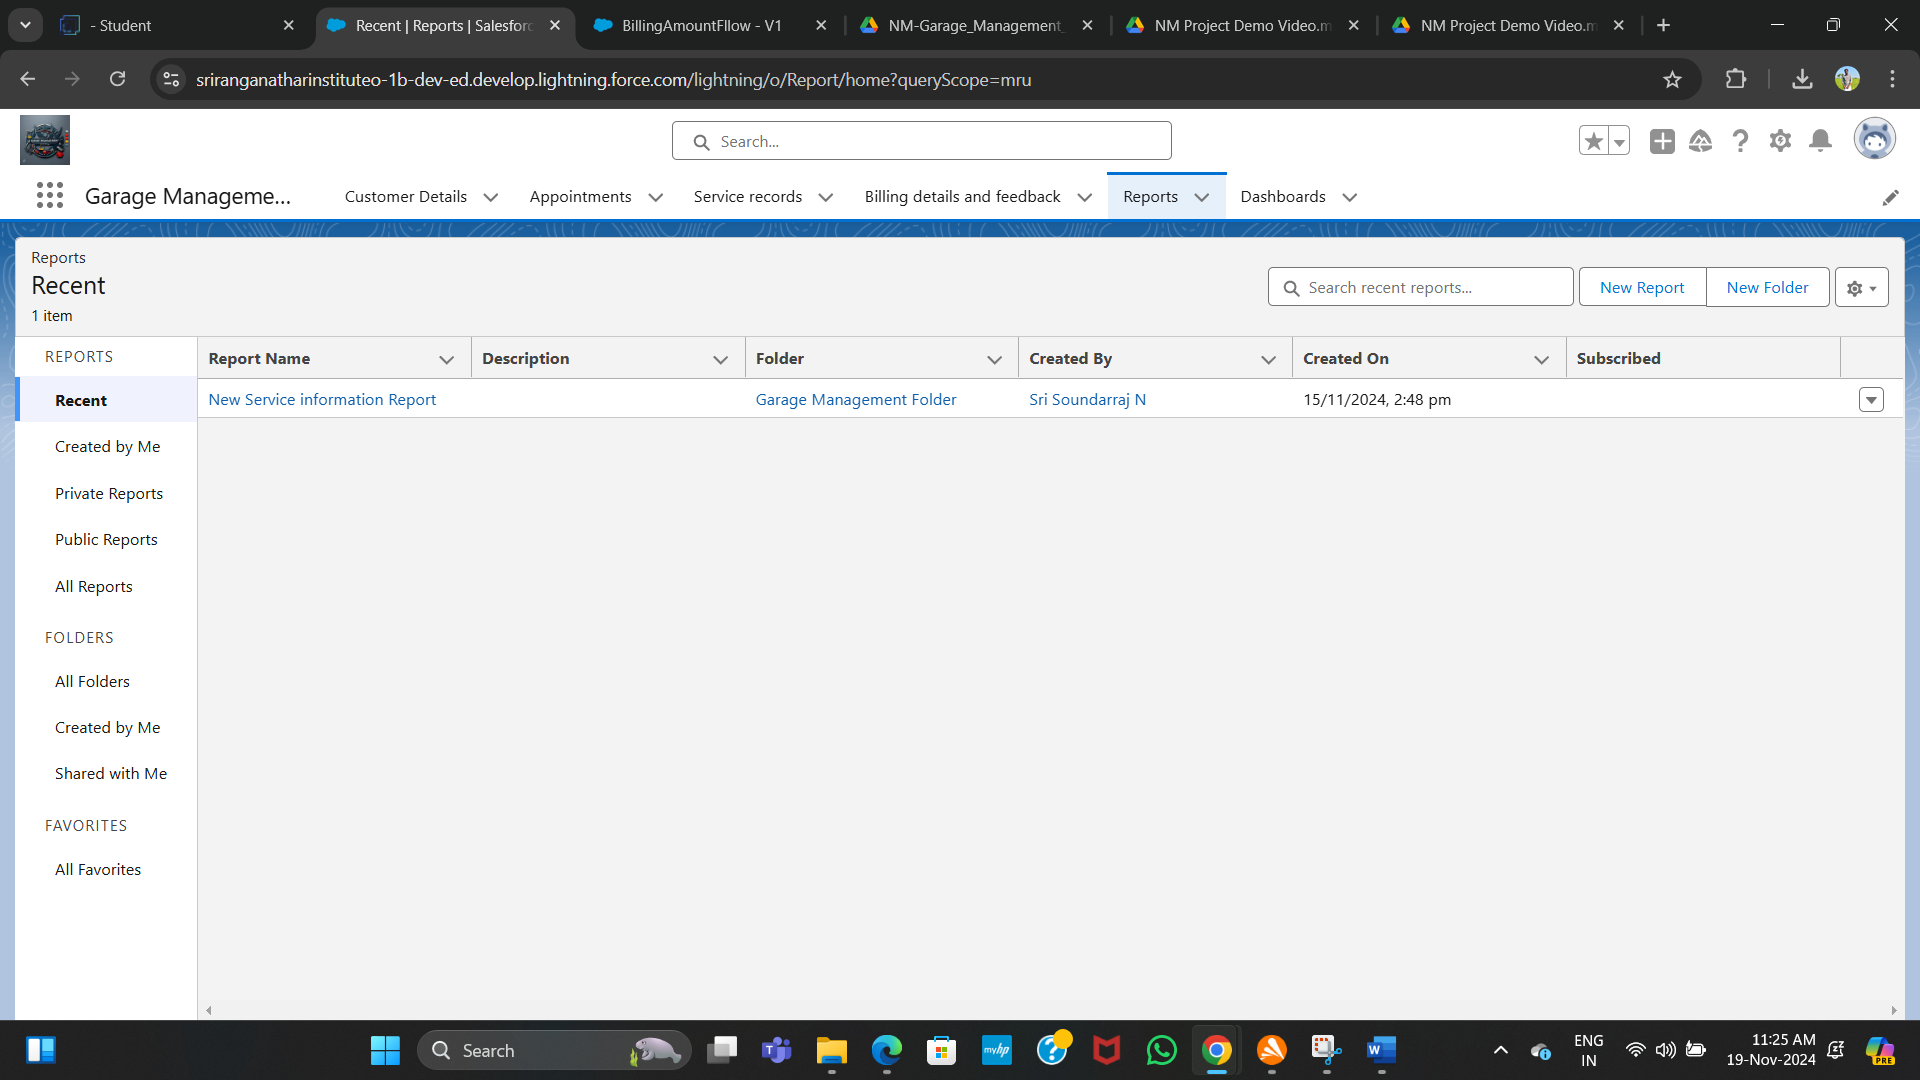 - Student
Recent | Reports | Salesforc
BillingAmountFllow - V1
NM-Garage_Management_
NM Project Demo Video.m
NM Project Demo Video.m
sriranganatharinstituteo-1b-dev-ed.develop.lightning.force.com/lightning/o/Report/home?queryScope=mru
Search...
Garage Manageme...
Customer Details
Appointments
Service records
Billing details and feedback
Reports
Dashboards
Reports
Recent
1 item
Search recent reports...
New Report
New Folder
REPORTS
Recent
Created by Me
Private Reports
Public Reports
All Reports
FOLDERS
All Folders
Created by Me
Shared with Me
FAVORITES
All Favorites
Report Name
Description
Folder
Created By
Created On
Subscribed
New Service information Report
Garage Management Folder
Sri Soundarraj N
15/11/2024, 2:48 pm
Search
myhp
ENG
IN
11:25 AM
19-Nov-2024
PRE